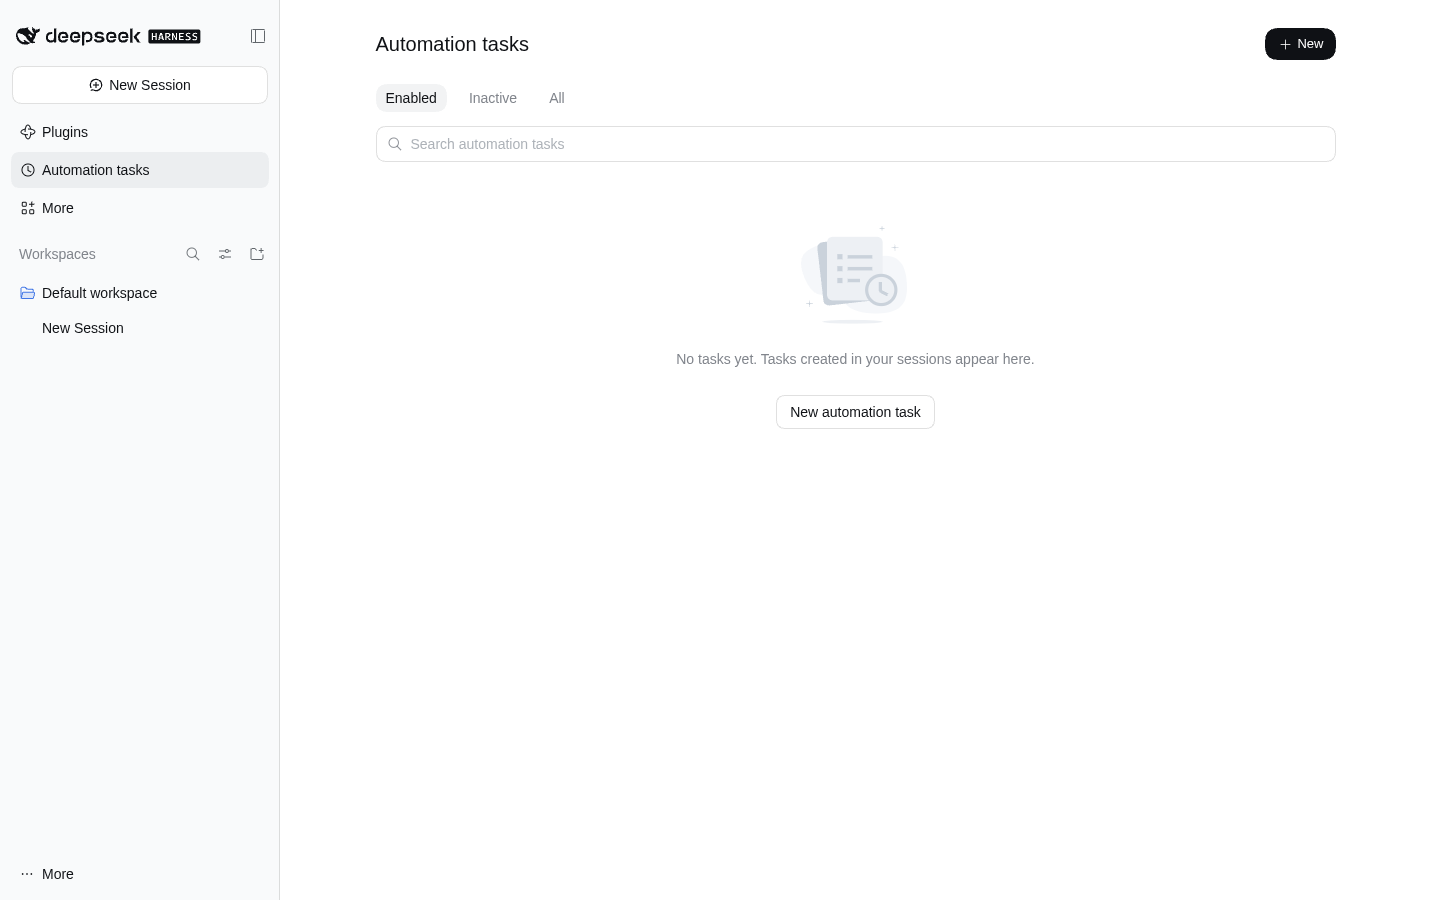 deepseek HARNESS
New Session
Plugins
Automation tasks
More
Workspaces
Default workspace
New Session
More
Automation tasks
New
Enabled
Inactive
All
Search automation tasks
No tasks yet. Tasks created in your sessions appear here.
New automation task